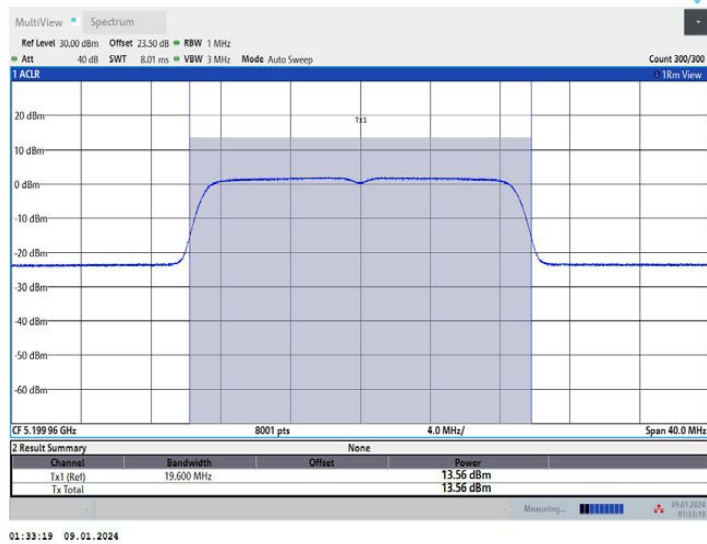 MultiView Spectrum
Ref Level 30.00 dBm Offset 23.50 dB RBW 1 MHz
Att 40 dB SWT 8.01 ms VBW 3 MHz Mode Auto Sweep Count 300/300
1 ACLR 1Rm View
Tx1
20 dBm
10 dBm
0 dBm
-10 dBm
-20 dBm
-30 dBm
-40 dBm
-50 dBm
-60 dBm
CF 5.199 96 GHz 8001 pts 4.0 MHz/ Span 40.0 MHz
2 Result Summary None
Channel Bandwidth Offset Power
Tx1 (Ref) 19.600 MHz 13.56 dBm
Tx Total 13.56 dBm
Measuring... 09.01.2024
01:33:19
01:33:19 09.01.2024